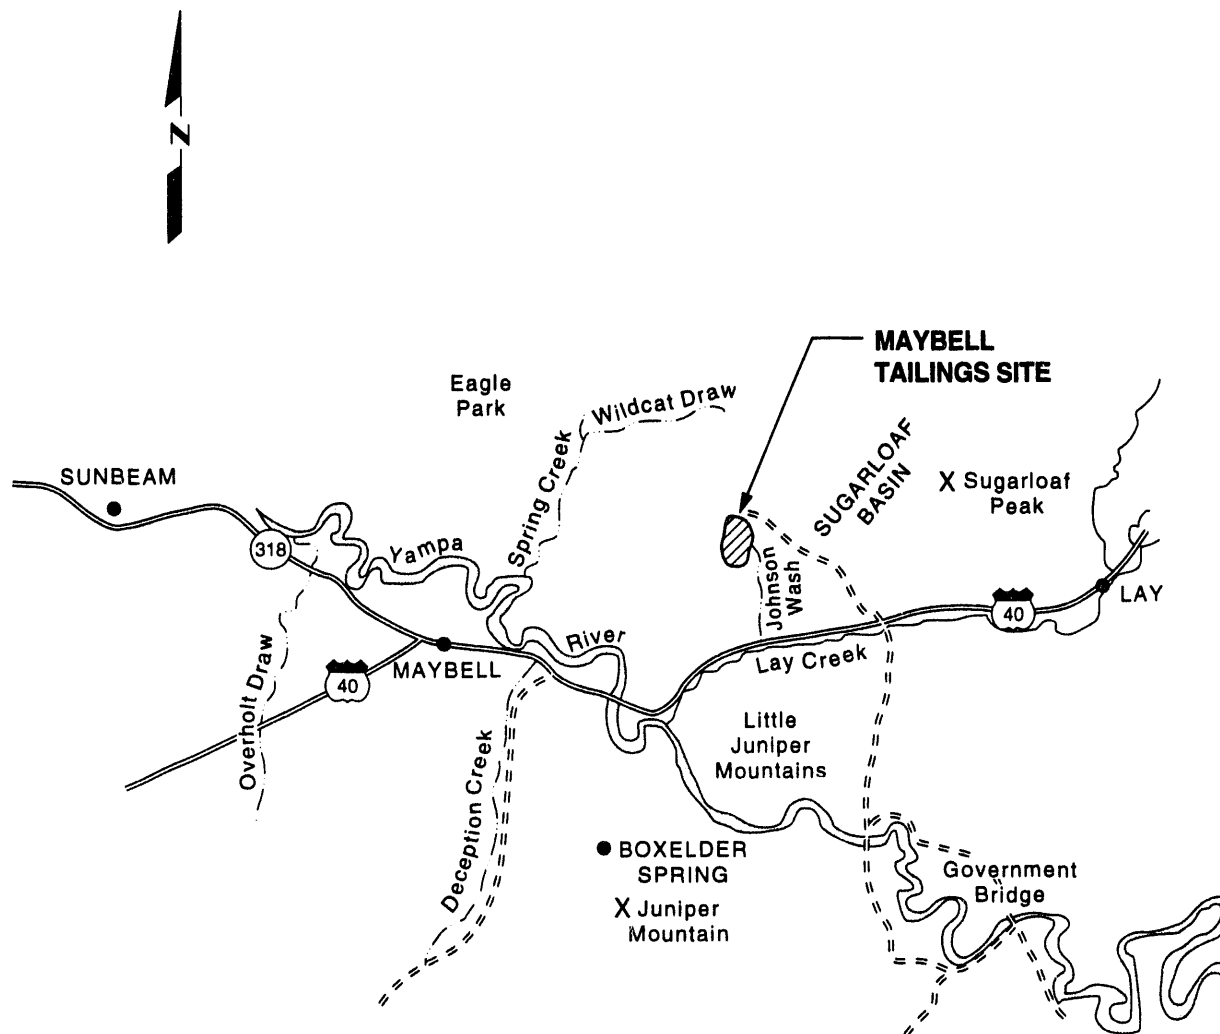 N
MAYBELL
TAILINGS SITE
Eagle
Park
Wildcat Draw
Spring Creek
SUGARLOAF
BASIN
X Sugarloaf
Peak
SUNBEAM
318
Yampa
Johnson
Wash
40
LAY
River
Lay Creek
MAYBELL
40
Overholt Draw
Little
Juniper
Mountains
Deception Creek
BOXELDER
SPRING
X Juniper
Mountain
Government
Bridge